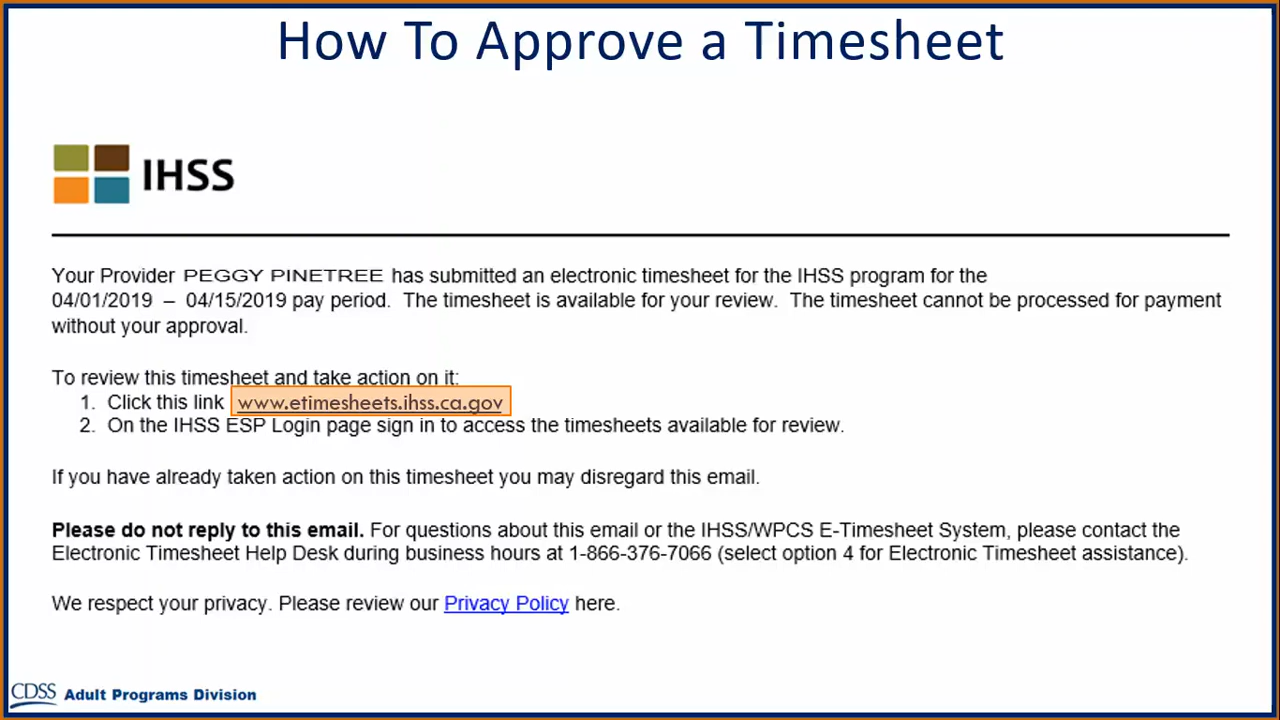 How To Approve a Timesheet
IHSS
Your Provider PEGGY PINETREE has submitted an electronic timesheet for the IHSS program for the
04/01/2019 – 04/15/2019 pay period. The timesheet is available for your review. The timesheet cannot be processed for payment
without your approval.
To review this timesheet and take action on it:
1. Click this link www.etimesheets.ihss.ca.gov
2. On the IHSS ESP Login page sign in to access the timesheets available for review.
If you have already taken action on this timesheet you may disregard this email.
Please do not reply to this email. For questions about this email or the IHSS/WPCS E-Timesheet System, please contact the
Electronic Timesheet Help Desk during business hours at 1-866-376-7066 (select option 4 for Electronic Timesheet assistance).
We respect your privacy. Please review our Privacy Policy here.
CDSS Adult Programs Division